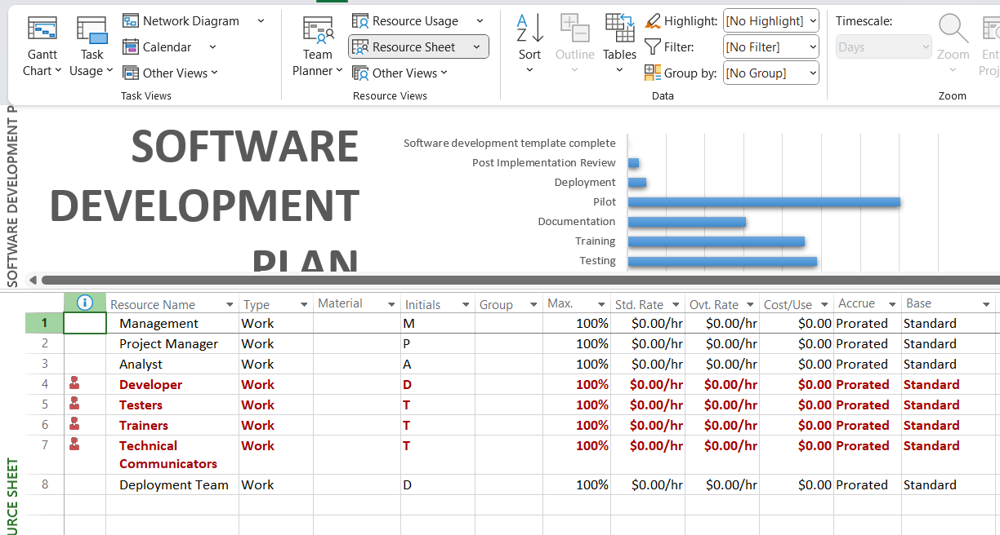 Gantt Chart
Task Usage
Network Diagram
Calendar
Other Views
Task Views
Team Planner
Resource Usage
Resource Sheet
Other Views
Resource Views
Sort
Outline
Tables
Highlight: [No Highlight]
Filter: [No Filter]
Group by: [No Group]
Data
Timescale:
Days
Zoom
Zoom
SOFTWARE DEVELOPMENT P
SOFTWARE
DEVELOPMENT
PLAN
Software development template complete
Post Implementation Review
Deployment
Pilot
Documentation
Training
Testing
Resource Name Type Material Initials Group Max. Std. Rate Ovt. Rate Cost/Use Accrue Base
1 Management Work M 100% $0.00/hr $0.00/hr $0.00 Prorated Standard
2 Project Manager Work P 100% $0.00/hr $0.00/hr $0.00 Prorated Standard
3 Analyst Work A 100% $0.00/hr $0.00/hr $0.00 Prorated Standard
4 Developer Work D 100% $0.00/hr $0.00/hr $0.00 Prorated Standard
5 Testers Work T 100% $0.00/hr $0.00/hr $0.00 Prorated Standard
6 Trainers Work T 100% $0.00/hr $0.00/hr $0.00 Prorated Standard
7 Technical Communicators Work T 100% $0.00/hr $0.00/hr $0.00 Prorated Standard
8 Deployment Team Work D 100% $0.00/hr $0.00/hr $0.00 Prorated Standard
URCE SHEET